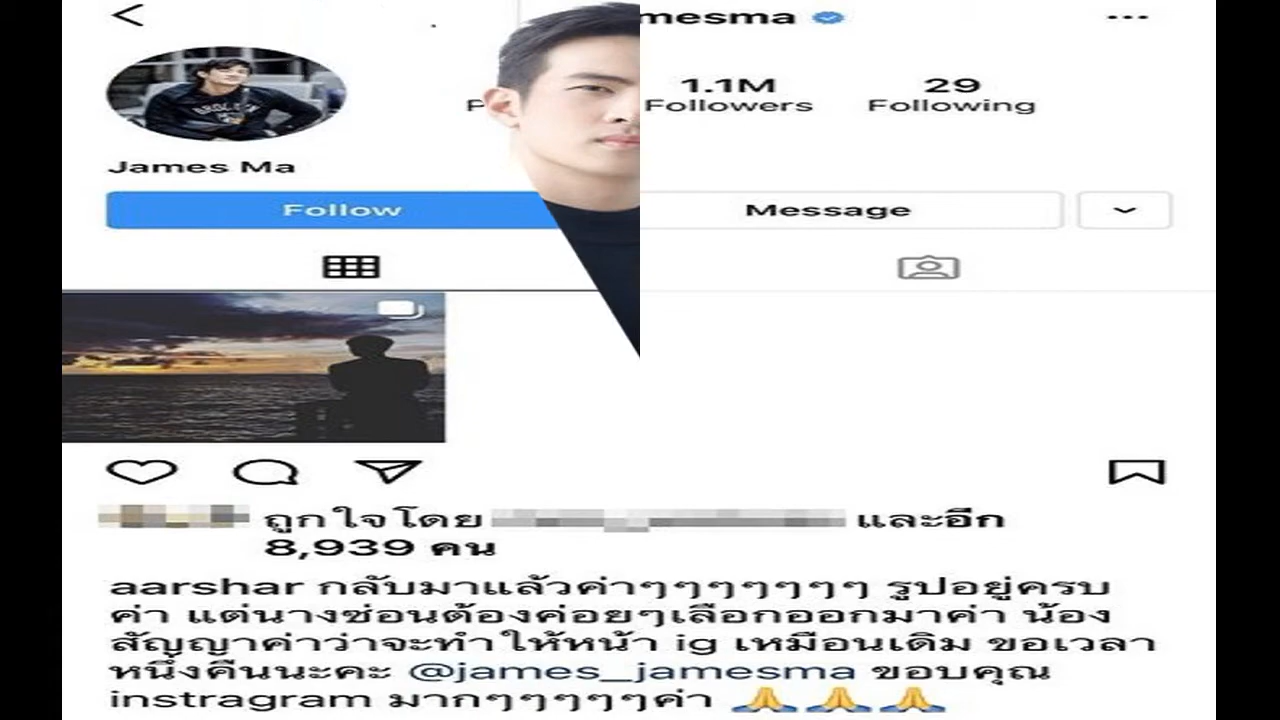 mesma
1.1M
29
Followers
Following
James Ma
Follow
Message
ถูกใจโดย และอีก
8,939 คน
aarshar กลับมาแล้วค่าๆๆๆๆๆๆๆ รูปอยู่ครบ
ค่า แต่นางซ่อนต้องค่อยๆเลือกออกมาค่า น้อง
สัญญาค่าว่าจะทำให้หน้า ig เหมือนเดิม ขอเวลา
หนึ่งคืนนะคะ @james_jamesma ขอบคุณ
instragram มากๆๆๆๆๆค่า 🙏🙏🙏